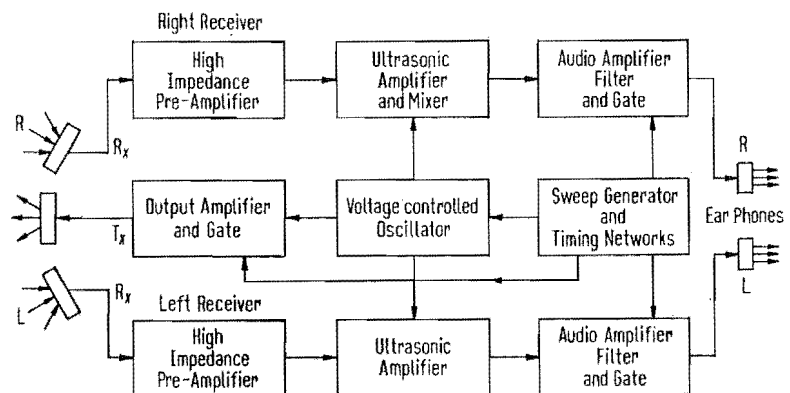 Right Receiver
High
Impedance
Pre-Amplifier
Ultrasonic
Amplifier
and Mixer
Audio Amplifier
Filter
and Gate
R
Rx
R
Tx
Output Amplifier
and Gate
Voltage controlled
Oscillator
Sweep Generator
and
Timing Networks
Ear Phones
L
Rx
Left Receiver
L
High
Impedance
Pre-Amplifier
Ultrasonic
Amplifier
Audio Amplifier
Filter
and Gate